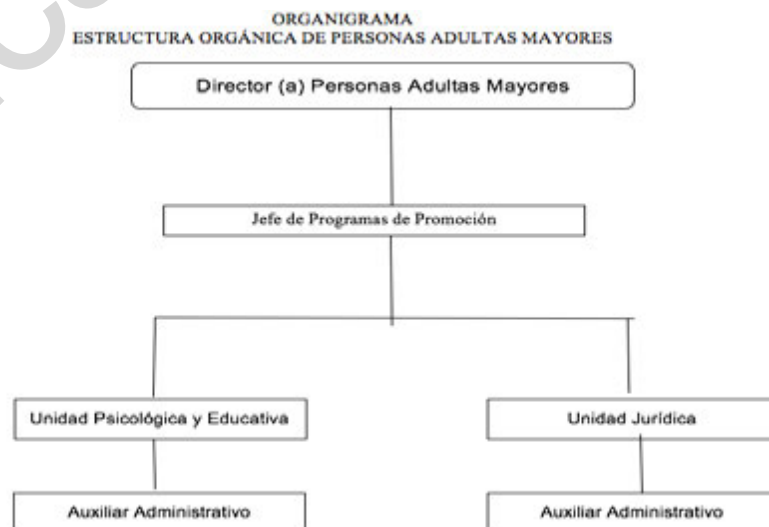 ORGANIGRAMA
ESTRUCTURA ORGÁNICA DE PERSONAS ADULTAS MAYORES
Director (a) Personas Adultas Mayores
Jefe de Programas de Promoción
Unidad Psicológica y Educativa
Unidad Jurídica
Auxiliar Administrativo
Auxiliar Administrativo